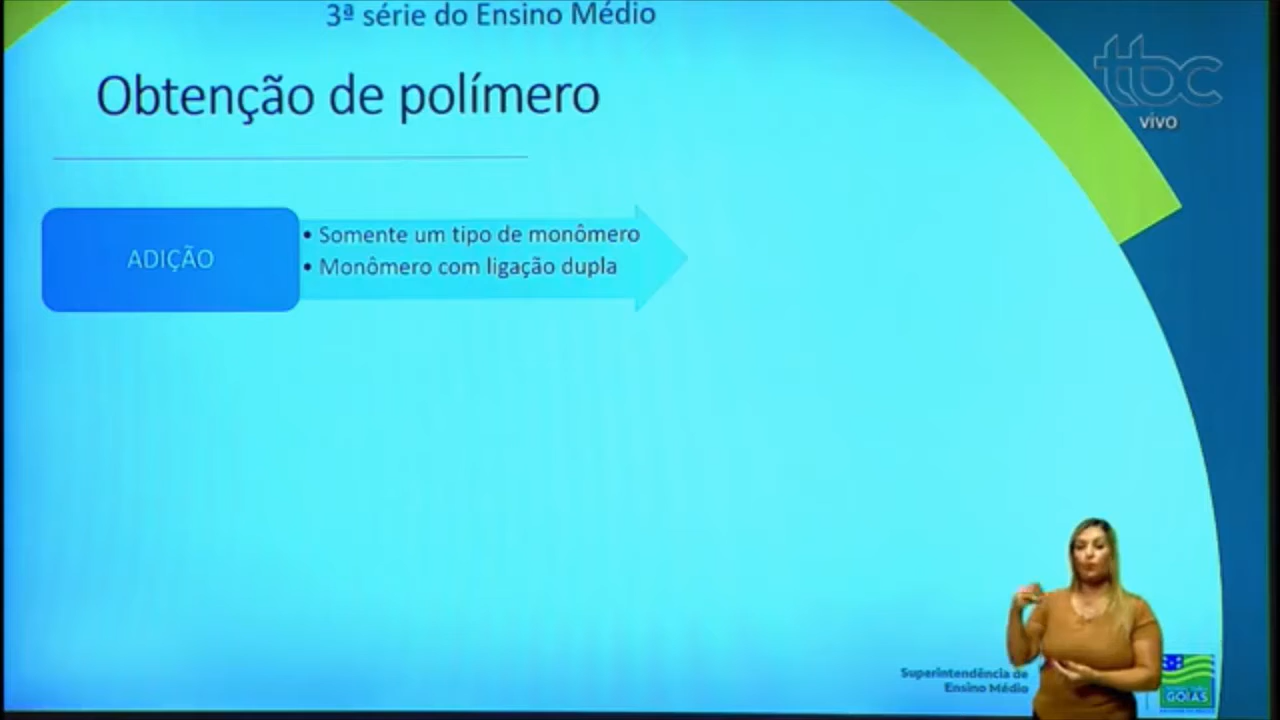 3ª série do Ensino Médio
tbc
vivo
Obtenção de polímero
ADIÇÃO
• Somente um tipo de monômero
• Monômero com ligação dupla
Superintendência de
Ensino Médio
GOIÁS